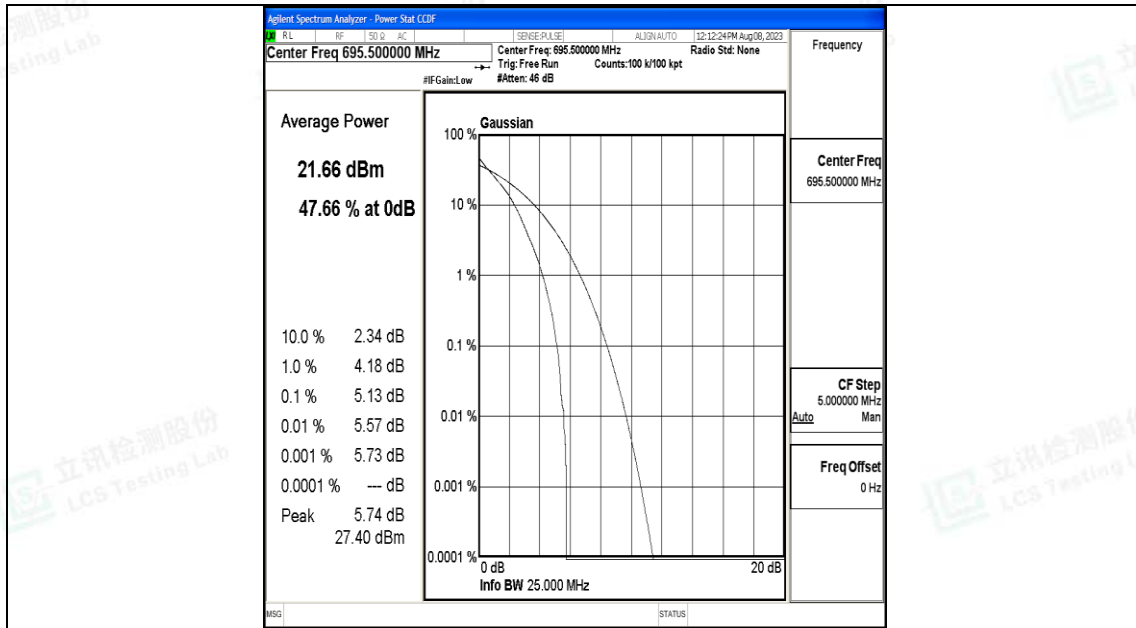 Agilent Spectrum Analyzer - Power Stat CCDF
RL RF 50 Ω AC SENSE:PULSE ALIGNAUTO 12:12:24 PM Aug 08, 2023
Center Freq 695.500000 MHz
Center Freq: 695.500000 MHz Radio Std: None
Trig: Free Run Counts:100 k/100 kpt
#IFGain:Low #Atten: 46 dB
Average Power
21.66 dBm
47.66 % at 0dB
10.0 % 2.34 dB
1.0 % 4.18 dB
0.1 % 5.13 dB
0.01 % 5.57 dB
0.001 % 5.73 dB
0.0001 % --- dB
Peak 5.74 dB
27.40 dBm
Gaussian
100 %
10 %
1 %
0.1 %
0.01 %
0.001 %
0.0001 %
0 dB 20 dB
Info BW 25.000 MHz
Frequency
Center Freq
695.500000 MHz
CF Step
5.000000 MHz
Auto Man
Freq Offset
0 Hz
MSG STATUS
立讯检测股份
LCS Testing Lab